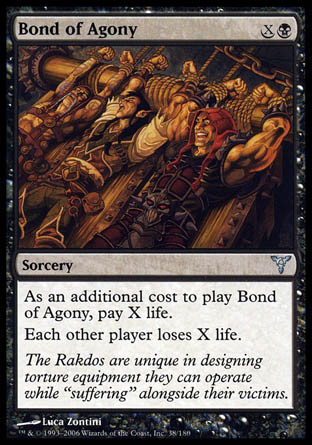 Bond of Agony X
Sorcery
As an additional cost to play Bond
of Agony, pay X life.
Each other player loses X life.
The Rakdos are unique in designing
torture equipment they can operate
while “suffering” alongside their victims.
Luca Zontini
™ & © 1993–2006 Wizards of the Coast, Inc. 38/180